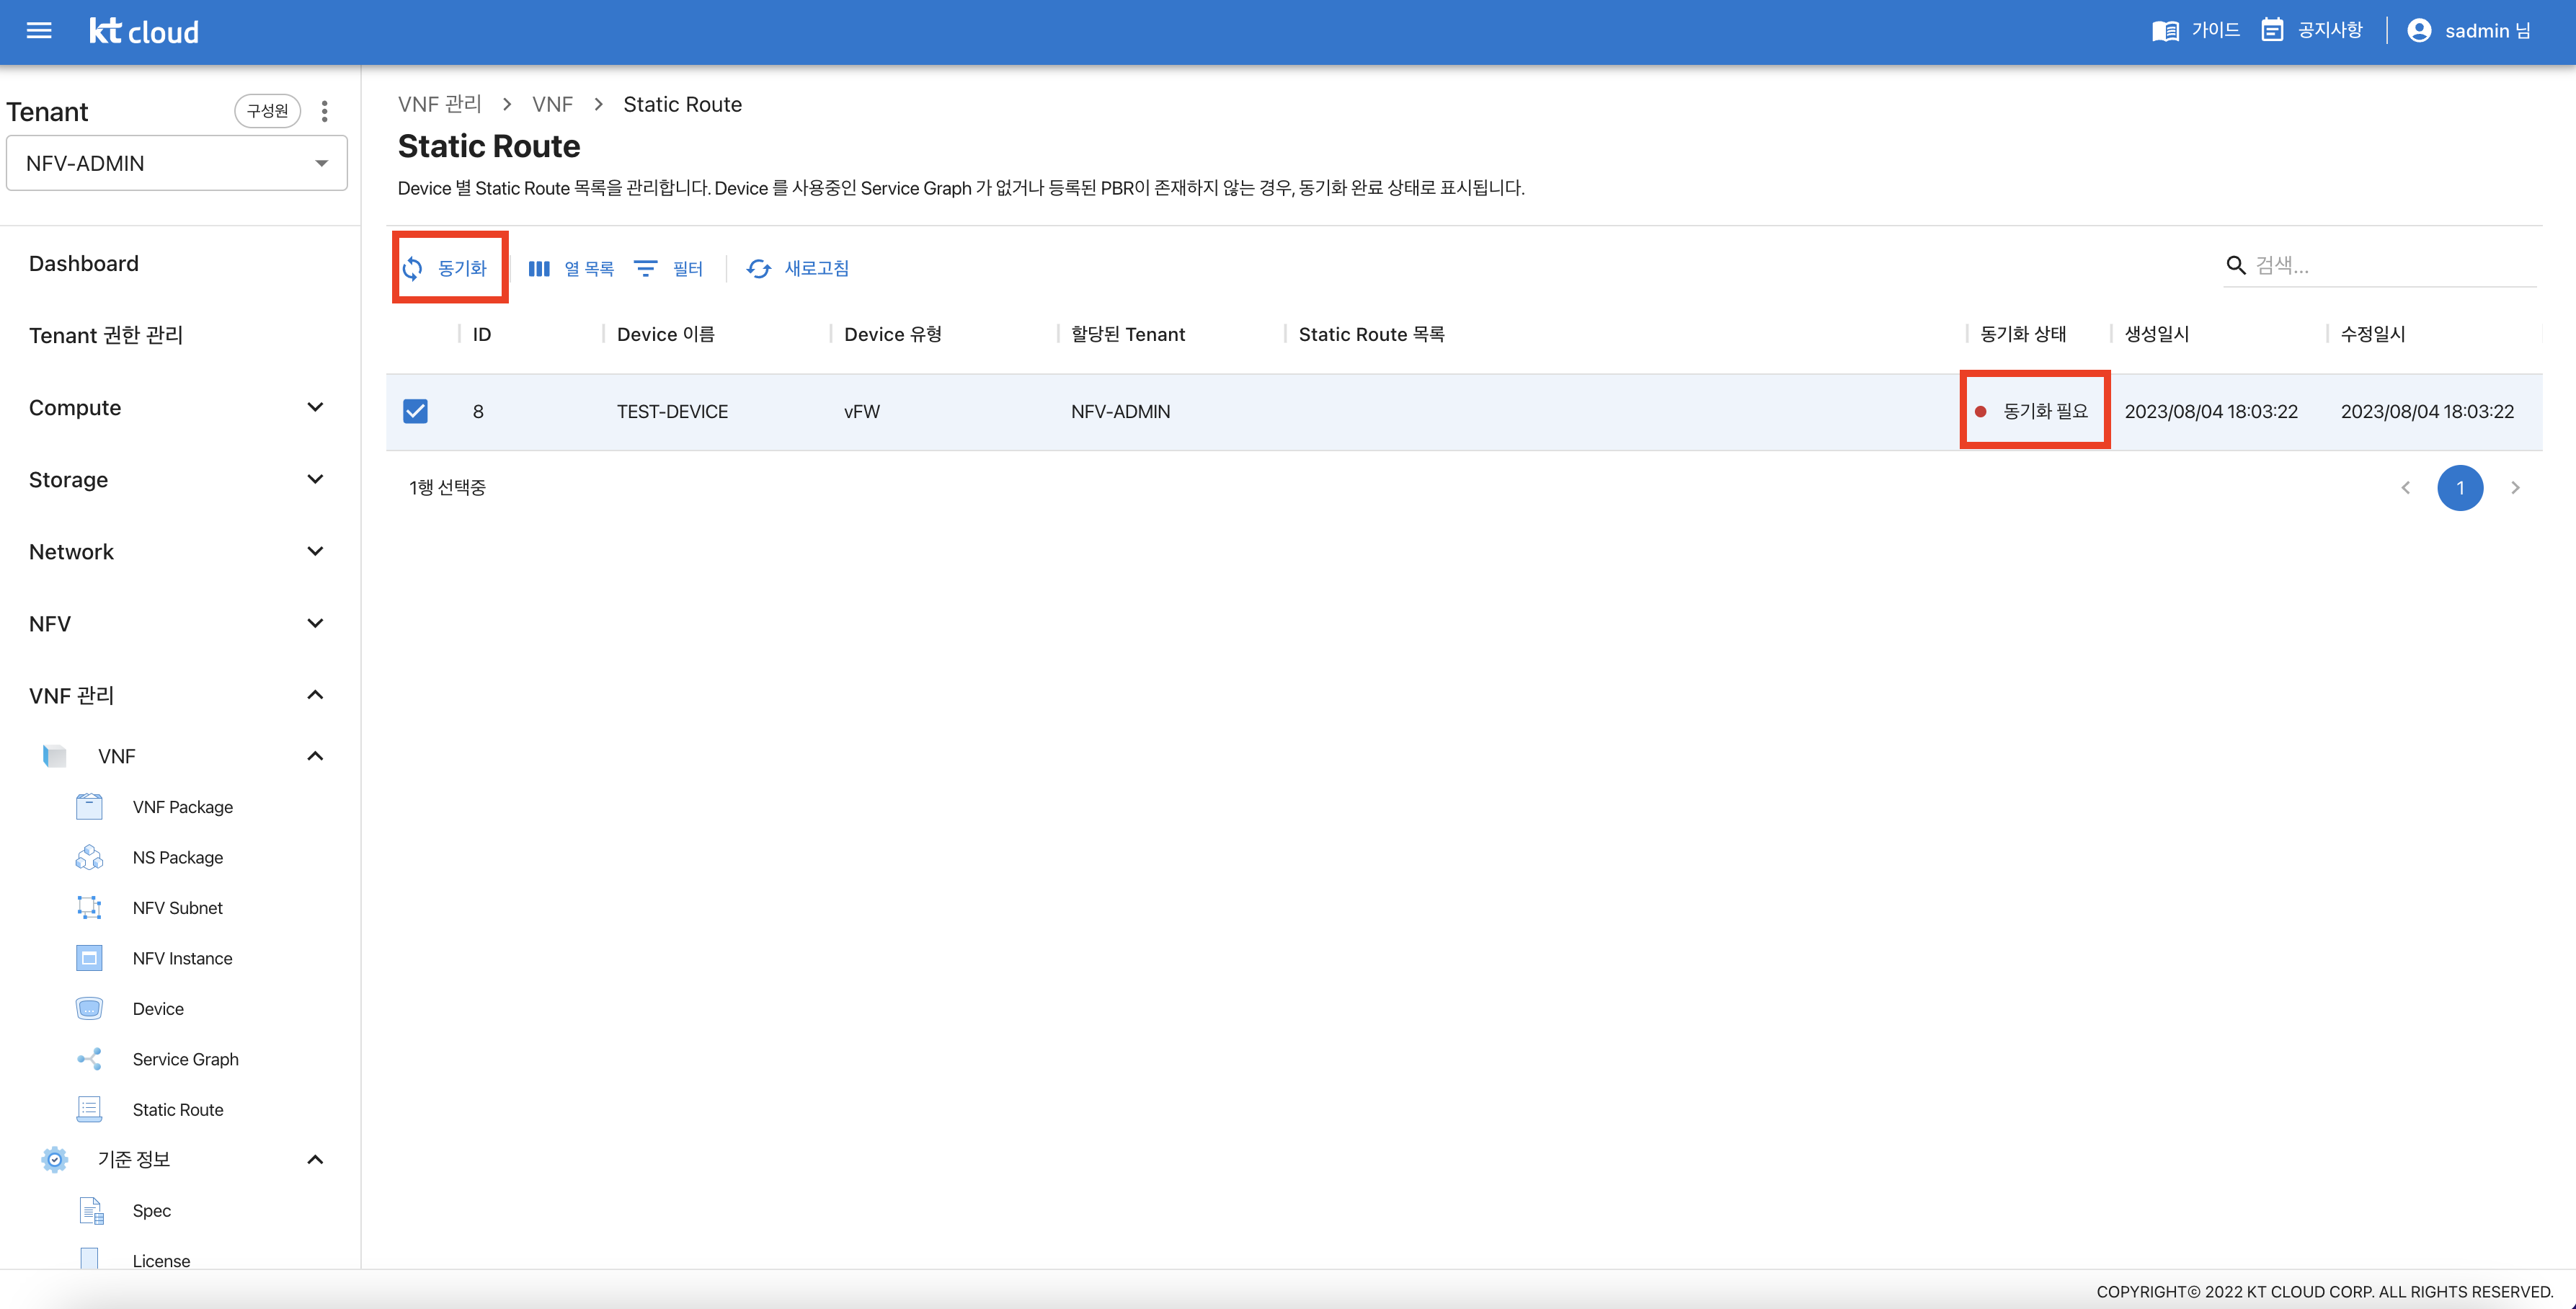 kt cloud
가이드
공지사항
sadmin 님
Tenant
구성원
NFV-ADMIN
Dashboard
Tenant 권한 관리
Compute
Storage
Network
NFV
VNF 관리
VNF
VNF Package
NS Package
NFV Subnet
NFV Instance
Device
Service Graph
Static Route
기준 정보
Spec
License
VNF 관리 > VNF > Static Route
Static Route
Device 별 Static Route 목록을 관리합니다. Device 를 사용중인 Service Graph 가 없거나 등록된 PBR이 존재하지 않는 경우, 동기화 완료 상태로 표시됩니다.
동기화 열 목록 필터 새로고침
검색...
ID Device 이름 Device 유형 할당된 Tenant Static Route 목록 동기화 상태 생성일시 수정일시
8 TEST-DEVICE vFW NFV-ADMIN 동기화 필요 2023/08/04 18:03:22 2023/08/04 18:03:22
1행 선택중
1
COPYRIGHT© 2022 KT CLOUD CORP. ALL RIGHTS RESERVED.